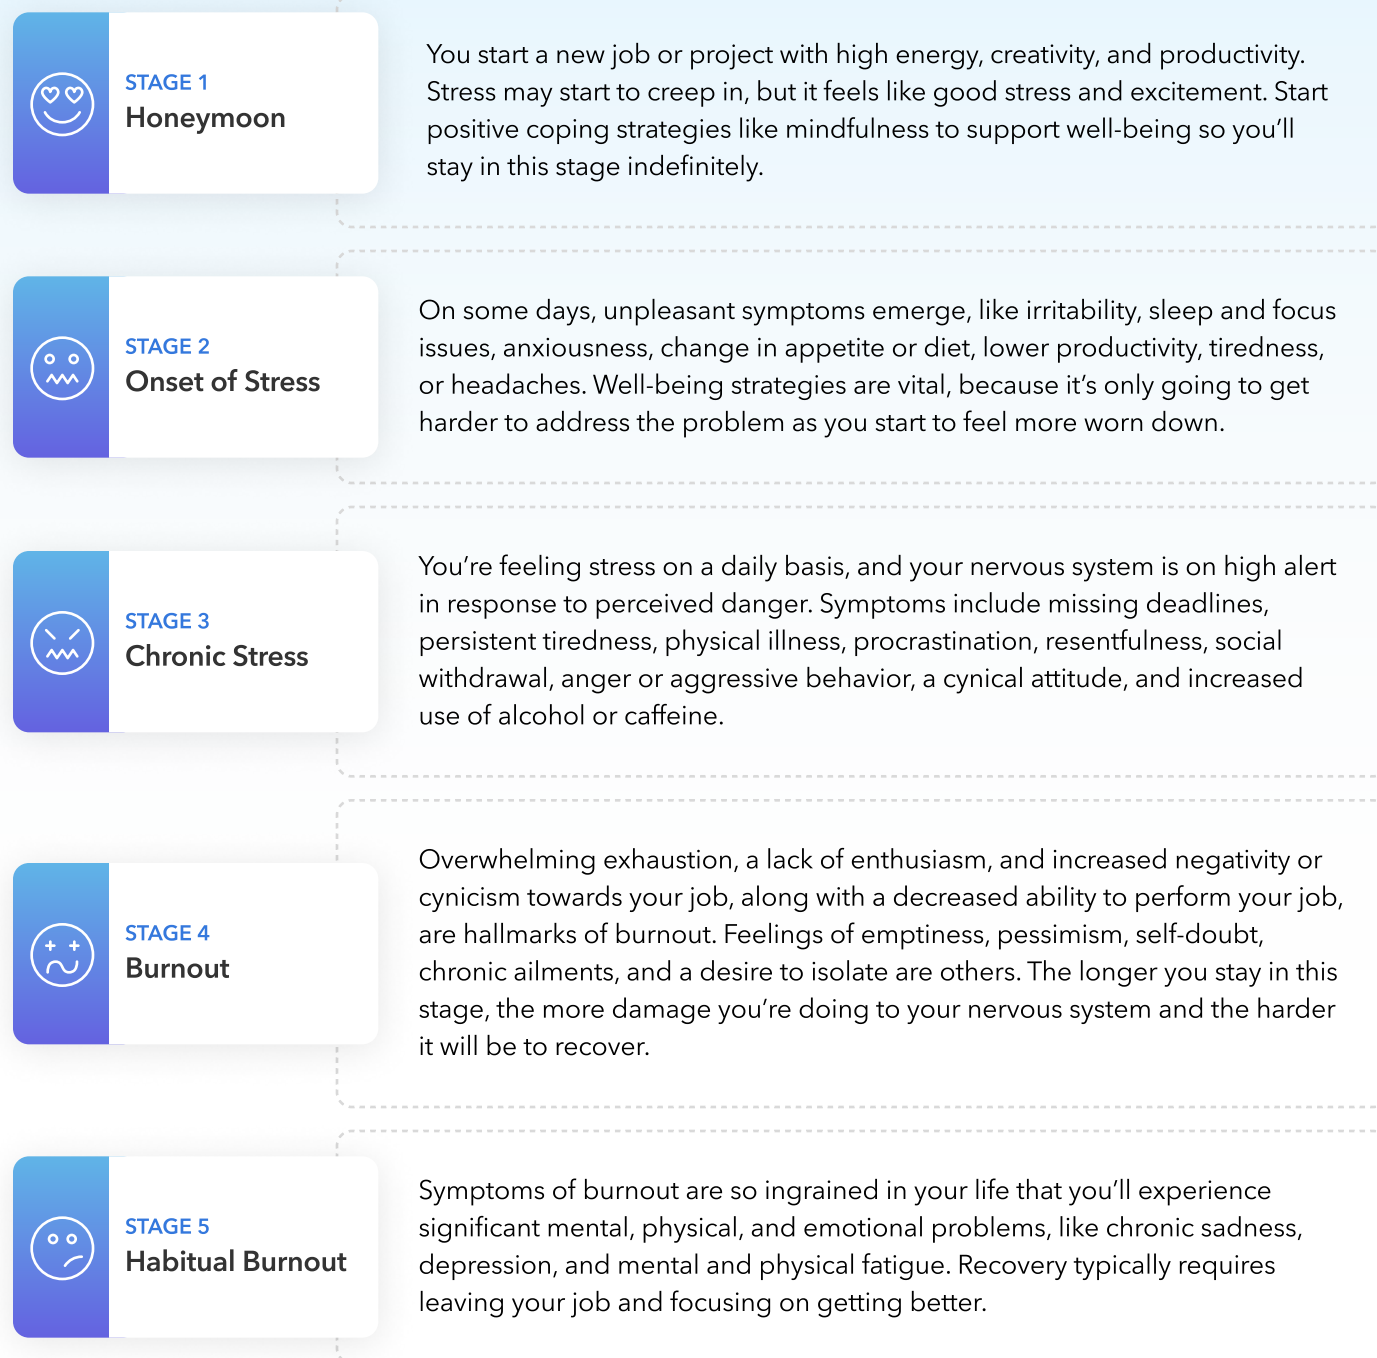 STAGE 1
Honeymoon
You start a new job or project with high energy, creativity, and productivity.
Stress may start to creep in, but it feels like good stress and excitement. Start
positive coping strategies like mindfulness to support well-being so you’ll
stay in this stage indefinitely.
STAGE 2
Onset of Stress
On some days, unpleasant symptoms emerge, like irritability, sleep and focus
issues, anxiousness, change in appetite or diet, lower productivity, tiredness,
or headaches. Well-being strategies are vital, because it’s only going to get
harder to address the problem as you start to feel more worn down.
STAGE 3
Chronic Stress
You’re feeling stress on a daily basis, and your nervous system is on high alert
in response to perceived danger. Symptoms include missing deadlines,
persistent tiredness, physical illness, procrastination, resentfulness, social
withdrawal, anger or aggressive behavior, a cynical attitude, and increased
use of alcohol or caffeine.
STAGE 4
Burnout
Overwhelming exhaustion, a lack of enthusiasm, and increased negativity or
cynicism towards your job, along with a decreased ability to perform your job,
are hallmarks of burnout. Feelings of emptiness, pessimism, self-doubt,
chronic ailments, and a desire to isolate are others. The longer you stay in this
stage, the more damage you’re doing to your nervous system and the harder
it will be to recover.
STAGE 5
Habitual Burnout
Symptoms of burnout are so ingrained in your life that you’ll experience
significant mental, physical, and emotional problems, like chronic sadness,
depression, and mental and physical fatigue. Recovery typically requires
leaving your job and focusing on getting better.